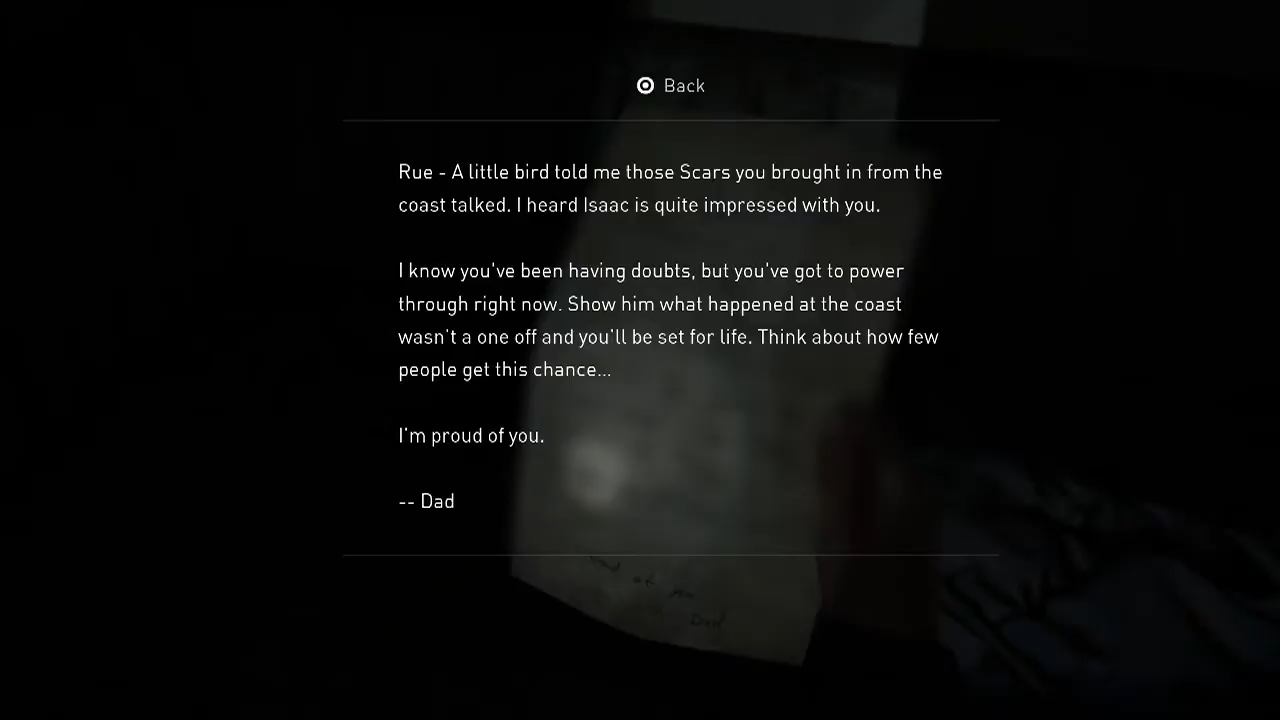 Back
Rue - A little bird told me those Scars you brought in from the
coast talked. I heard Isaac is quite impressed with you.
I know you've been having doubts, but you've got to power
through right now. Show him what happened at the coast
wasn't a one off and you'll be set for life. Think about how few
people get this chance...
I'm proud of you.
-- Dad
Dad